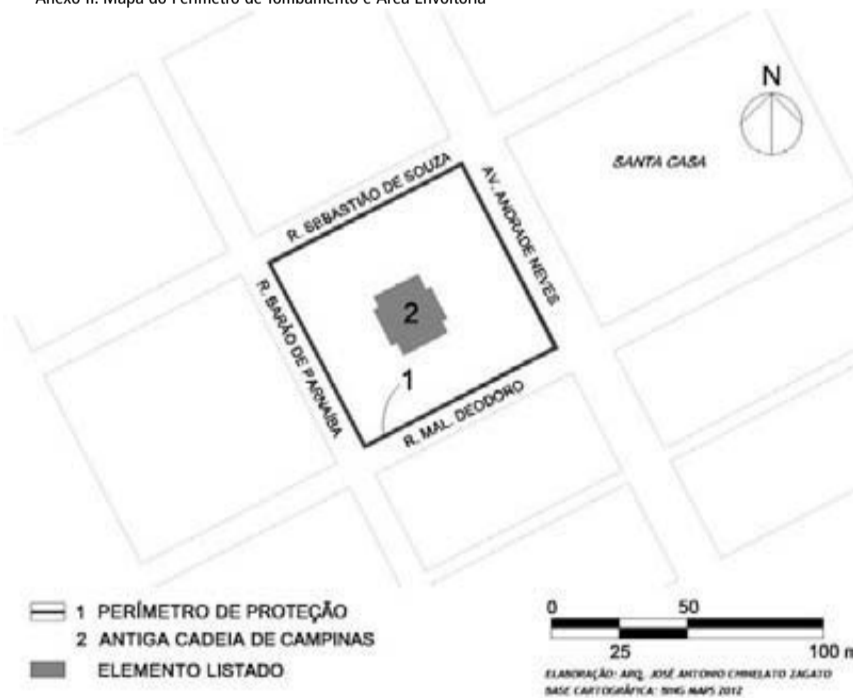 Anexo II: Mapa do Perímetro de Tombamento e Área Envoltória
N
SANTA CASA
R. SEBASTIÃO DE SOUZA
AV. ANDRADE NEVES
R. BARÃO DE PARNAÍBA
2
1
R. MAL. DEODORO
1 PERÍMETRO DE PROTEÇÃO
2 ANTIGA CADEIA DE CAMPINAS
ELEMENTO LISTADO
0 50
25 100 m
ELABORAÇÃO: ARQ. JOSÉ ANTONIO CHINELATO ZAGATO
BASE CARTOGRÁFICA: BING MAPS 2012